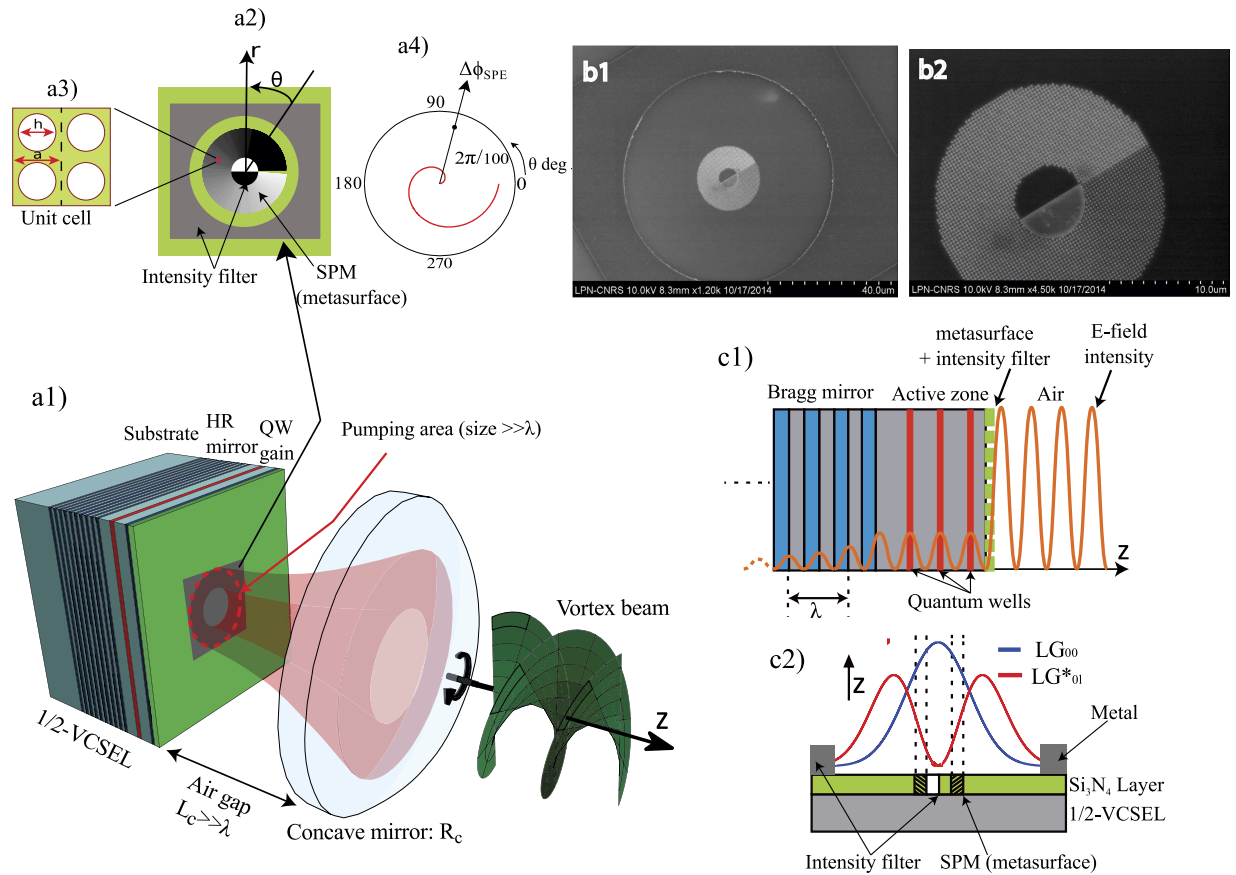 a2)
r
θ
a3)
h
a
Unit cell
Intensity filter
SPM
(metasurface)
a4)
ΔϕSPE
90
2π/100
θ deg
180
0
270
b1
LPN-CNRS 10.0kV 8.3mm x1.20k 10/17/2014
40.0um
b2
LPN-CNRS 10.0kV 8.3mm x4.50k 10/17/2014
10.0um
a1)
Substrate
HR
mirror
QW
gain
Pumping area (size >>λ)
Vortex beam
z
1/2-VCSEL
Air gap
Lc>>λ
Concave mirror: Rc
c1)
metasurface
+ intensity filter
E-field
intensity
Bragg mirror
Active zone
Air
z
λ
Quantum wells
c2)
z
LG00
LG*01
Metal
Si3N4 Layer
1/2-VCSEL
Intensity filter
SPM (metasurface)